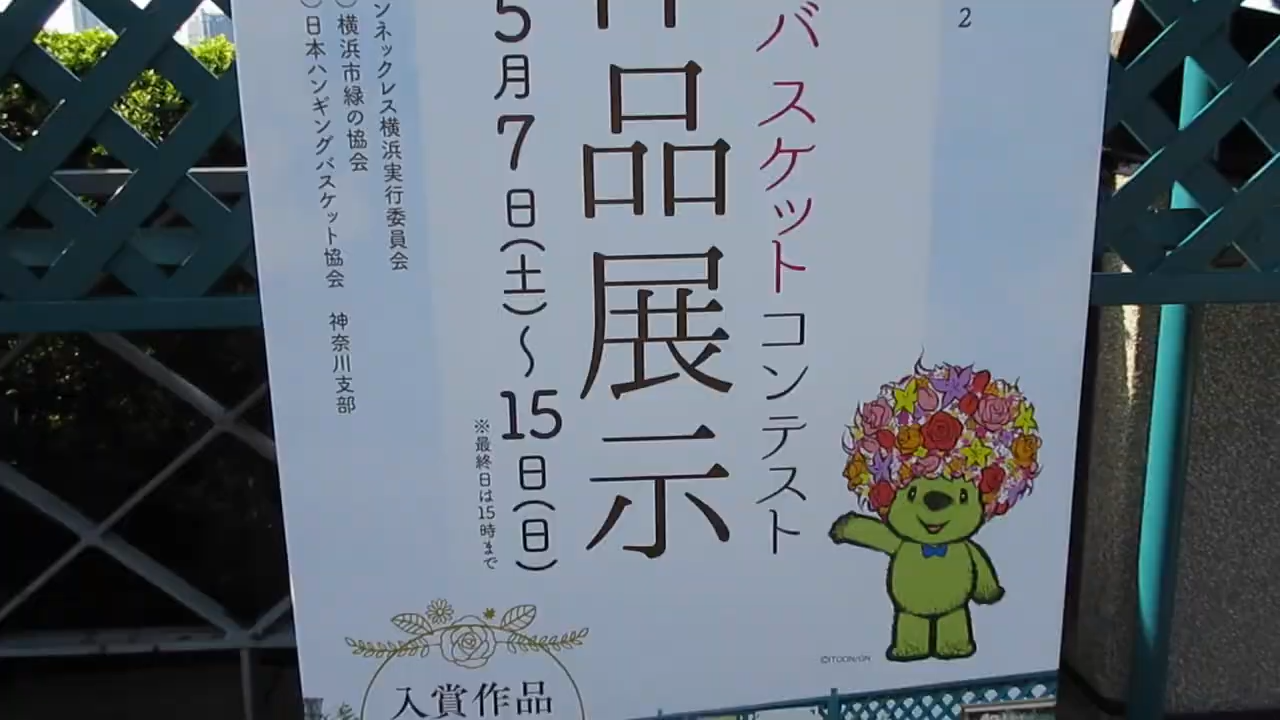 2
バスケットコンテスト
作品展示
5月7日(土)～15日(日)
※最終日は15時まで
ンネックレス横浜実行委員会
)横浜市緑の協会
)日本ハンギングバスケット協会 神奈川支部
入賞作品
©ITOON/GN